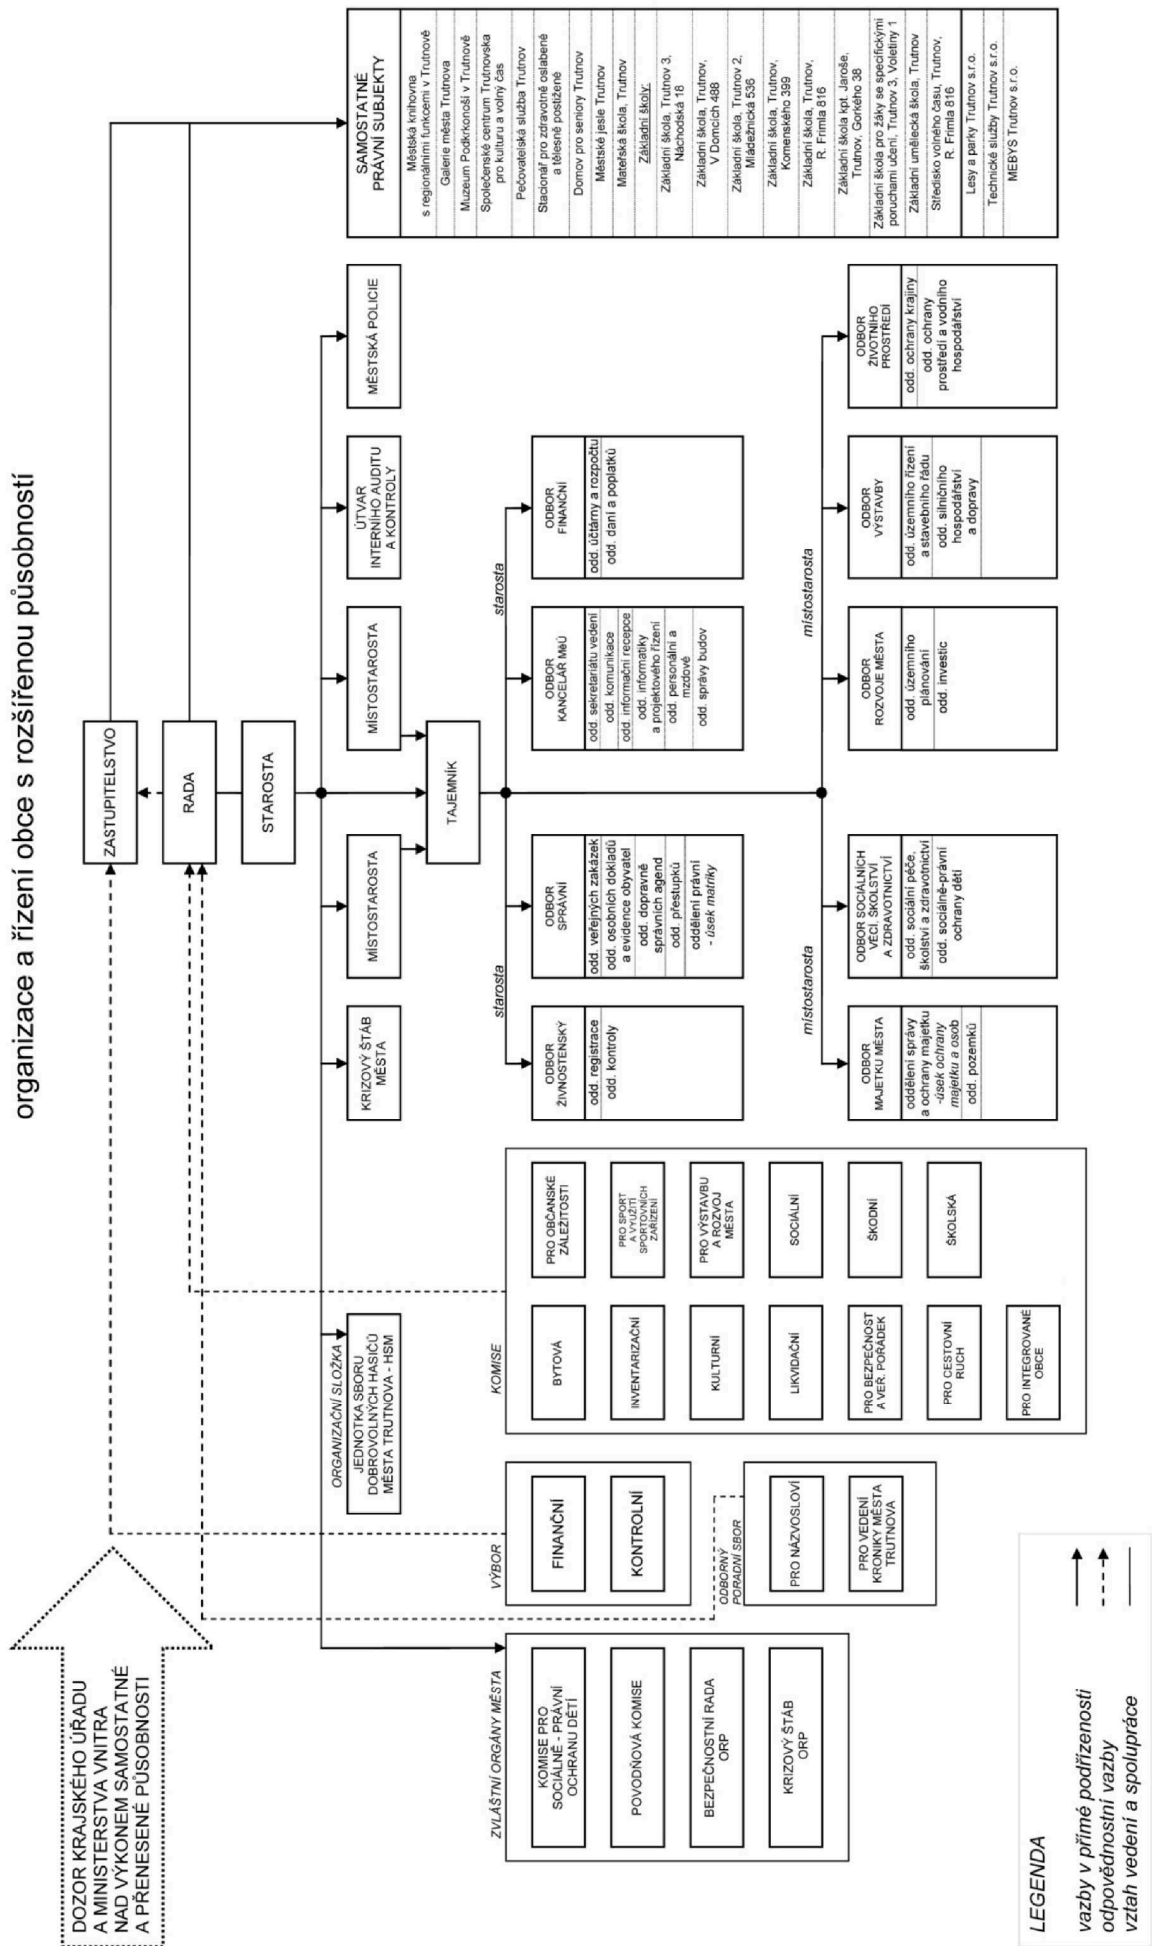 organizace a řízení obce s rozšířenou působností
DOZOR KRAJSKÉHO ÚŘADU
A MINISTERSTVA VNITRA
NAD VÝKONEM SAMOSTATNÉ
A PŘENESENÉ PŮSOBNOSTI
ZASTUPITELSTVO
RADA
STAROSTA
ORGANIZAČNÍ SLOŽKA
JEDNOTKA SBORU
DOBROVOLNÝCH HASIČŮ
MĚSTA TRUTNOVA - HSM
KRIZOVÝ ŠTÁB
MĚSTA
MÍSTOSTAROSTA
MÍSTOSTAROSTA
ÚTVAR
INTERNÍHO AUDITU
A KONTROLY
MĚSTSKÁ POLICIE
TAJEMNÍK
SAMOSTATNÉ
PRÁVNÍ SUBJEKTY
Městská knihovna
s regionálními funkcemi v Trutnově
Galerie města Trutnova
Muzeum Podkrkonoší v Trutnově
Společenské centrum Trutnovska
pro kulturu a volný čas
Pečovatelská služba Trutnov
Stacionář pro zdravotně oslabené
a tělesně postižené
Domov pro seniory Trutnov
Městské jesle Trutnov
Mateřská škola, Trutnov
Základní školy:
Základní škola, Trutnov 3,
Náchodská 18
Základní škola, Trutnov,
V Domcích 488
Základní škola, Trutnov 2,
Mládežnická 536
Základní škola, Trutnov,
Komenského 399
Základní škola, Trutnov,
R. Frimla 816
Základní škola kpt. Jaroše,
Trutnov, Gorkého 38
Základní škola pro žáky se specifickými
poruchami učení, Trutnov 3, Voletiny 1
Základní umělecká škola, Trutnov
Středisko volného času, Trutnov,
R. Frimla 816
Lesy a parky Trutnov s.r.o.
Technické služby Trutnov s.r.o.
MEBYS Trutnov s.r.o.
ZVLÁŠTNÍ ORGÁNY MĚSTA
KOMISE PRO
SOCIÁLNĚ - PRÁVNÍ
OCHRANU DĚTÍ
POVODŇOVÁ KOMISE
BEZPEČNOSTNÍ RADA
ORP
KRIZOVÝ ŠTÁB
ORP
VÝBOR
FINANČNÍ
KONTROLNÍ
ODBORNÝ
PORADNÍ SBOR
PRO NÁZVOSLOVÍ
PRO VEDENÍ
KRONIKY MĚSTA
TRUTNOVA
KOMISE
BYTOVÁ
PRO OBČANSKÉ
ZÁLEŽITOSTI
INVENTARIZAČNÍ
PRO SPORT
A VYUŽITÍ
SPORTOVNÍCH
ZAŘÍZENÍ
KULTURNÍ
PRO VÝSTAVBU
A ROZVOJ
MĚSTA
LIKVIDAČNÍ
SOCIÁLNÍ
PRO BEZPEČNOST
A VEŘ. POŘÁDEK
ŠKODNÍ
PRO CESTOVNÍ
RUCH
ŠKOLSKÁ
PRO INTEGROVANÉ
OBCE
starosta
starosta
ODBOR
ŽIVNOSTENSKÝ
odd. registrace
odd. kontroly
ODBOR
SPRÁVNÍ
odd. veřejných zakázek
odd. osobních dokladů
a evidence obyvatel
odd. dopravně
správních agend
odd. přestupků
oddělení právní
- úsek matriky
ODBOR
KANCELÁŘ MěÚ
odd. sekretariátu vedení
odd. komunikace
odd. informační recepce
odd. informatiky
a projektového řízení
odd. personální a
mzdové
odd. správy budov
ODBOR
FINANČNÍ
odd. účtárny a rozpočtu
odd. daní a poplatků
místostarosta
místostarosta
ODBOR
MAJETKU MĚSTA
oddělení správy
a ochrany majetku
-úsek ochrany
majetku a osob
odd. pozemků
ODBOR SOCIÁLNÍCH
VĚCÍ, ŠKOLSTVÍ
A ZDRAVOTNICTVÍ
odd. sociální péče,
školství a zdravotnictví
odd. sociálně-právní
ochrany dětí
ODBOR
ROZVOJE MĚSTA
odd. územního
plánování
odd. investic
ODBOR
VÝSTAVBY
odd. územního řízení
a stavebního řádu
odd. silničního
hospodářství
a dopravy
ODBOR
ŽIVOTNÍHO
PROSTŘEDÍ
odd. ochrany krajiny
odd. ochrany
prostředí a vodního
hospodářství
LEGENDA
vazby v přímé podřízenosti
odpovědnostní vazby
vztah vedení a spolupráce